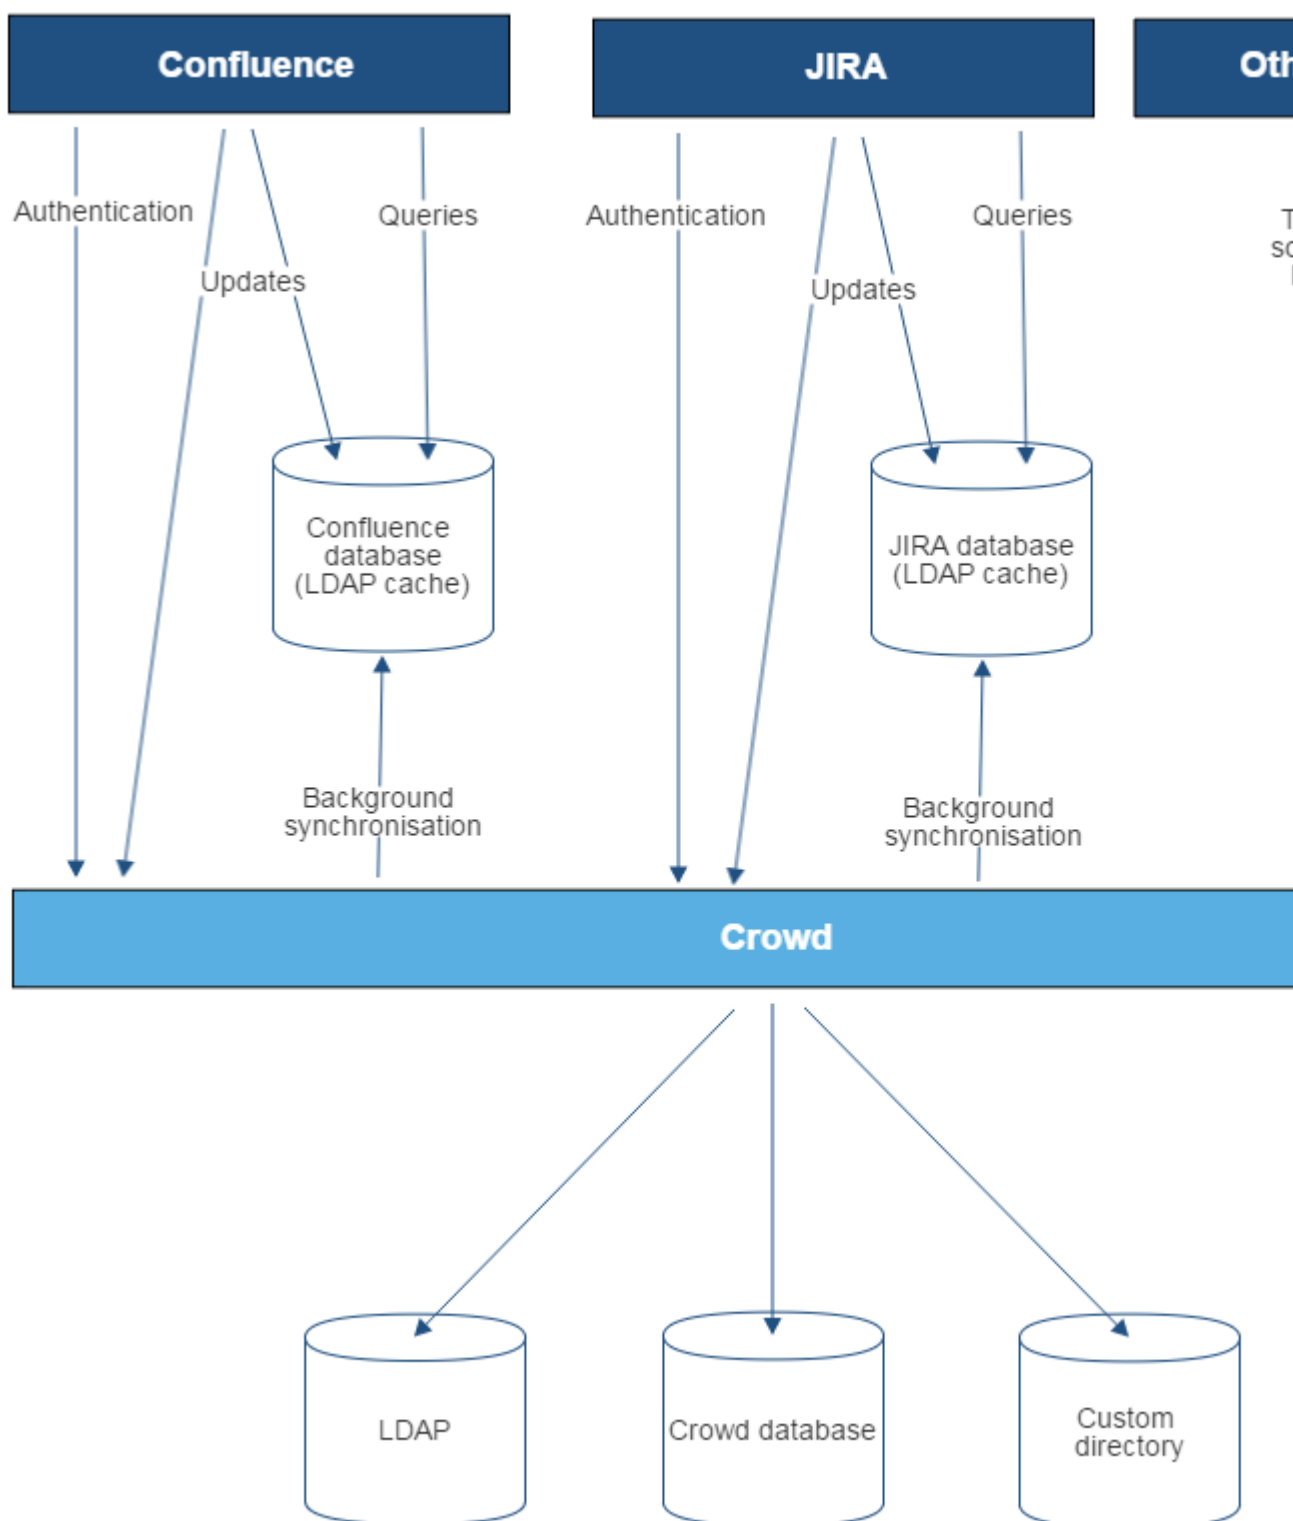 Confluence
JIRA
Authentication
Queries
Updates
Authentication
Queries
Updates
Confluence
database
(LDAP cache)
JIRA database
(LDAP cache)
Background
synchronisation
Background
synchronisation
Crowd
LDAP
Crowd database
Custom
directory